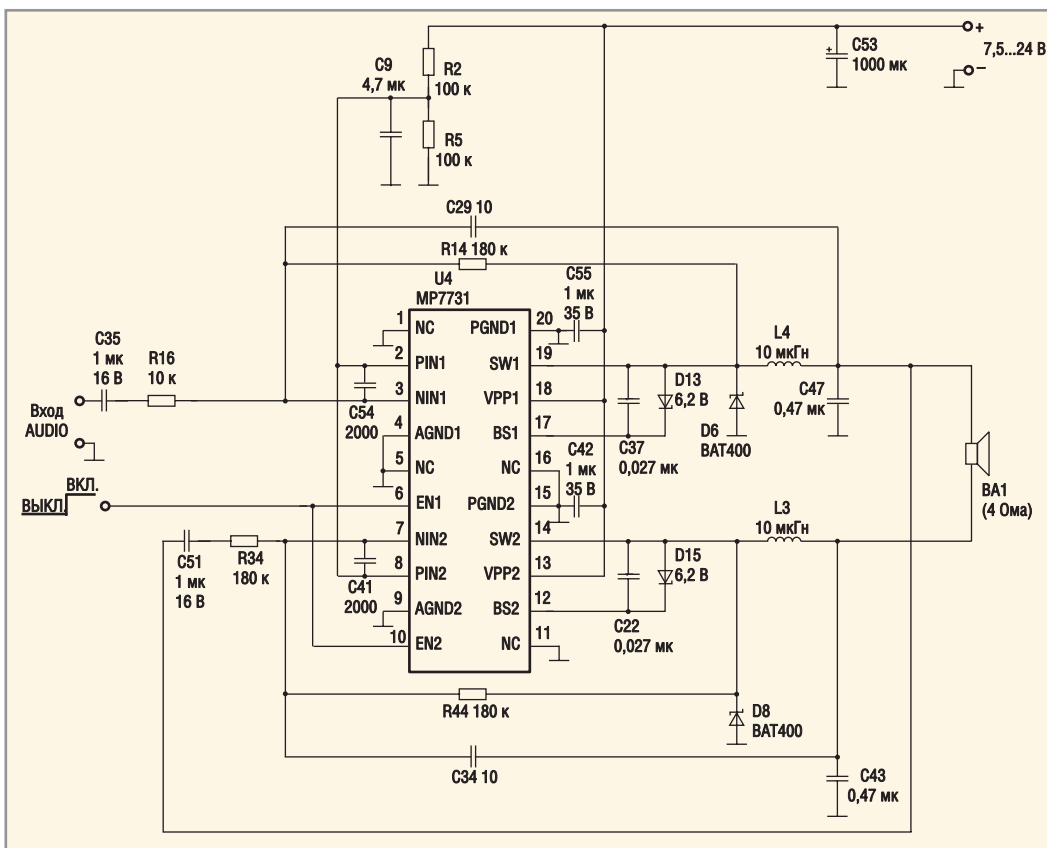 +
C53
1000 мк
7,5...24 В
–
C9
4,7 мк
R2
100 к
R5
100 к
C29 10
R14 180 к
U4
MP7731
C55
1 мк
35 В
C35
1 мк
16 В
R16
10 к
Вход
AUDIO
C54
2000
1 NC PGND1 20
2 PIN1 SW1 19
3 NIN1 VPP1 18
4 AGND1 BS1 17
5 NC NC 16
6 EN1 PGND2 15
7 NIN2 SW2 14
8 PIN2 VPP2 13
9 AGND2 BS2 12
10 EN2 NC 11
L4
10 мкГн
D13
6,2 В
C47
0,47 мк
D6
BAT400
C37
0,027 мк
C42
1 мк
35 В
BA1
(4 Ома)
ВКЛ.
ВЫКЛ.
L3
10 мкГн
C51
1 мк
16 В
R34
180 к
C41
2000
D15
6,2 В
C22
0,027 мк
R44 180 к
D8
BAT400
C34 10
C43
0,47 мк